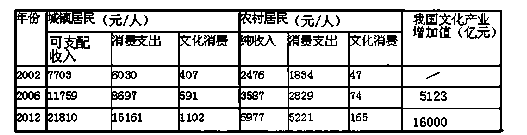 年份 城镇居民（元/人） 农村居民（元/人） 我国文化产业增加值（亿元）
可支配收入 消费支出 文化消费 纯收入 消费支出 文化消费
2002 7703 6030 407 2476 1834 47 /
2006 11759 8697 591 3587 2829 74 5123
2012 21810 15161 1102 6977 5221 165 16000